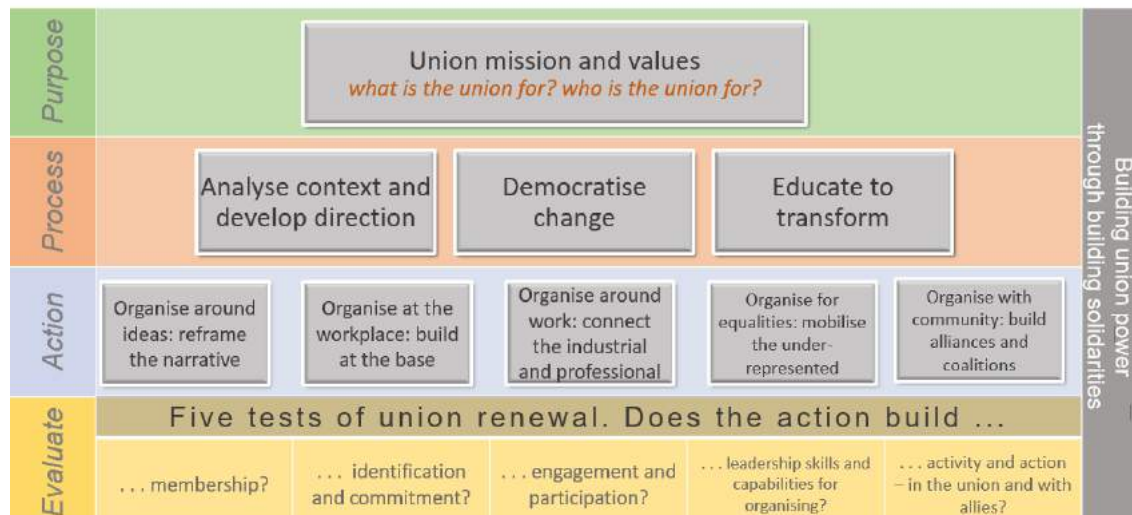 Purpose
Union mission and values
what is the union for? who is the union for?
Process
Analyse context and
develop direction
Democratise
change
Educate to
transform
Action
Organise around
ideas: reframe
the narrative
Organise at the
workplace: build
at the base
Organise around
work: connect
the industrial
and professional
Organise for
equalities: mobilise
the under-
represented
Organise with
community: build
alliances and
coalitions
Evaluate
Five tests of union renewal. Does the action build ...
... membership?
... identification
and commitment?
... engagement and
participation?
... leadership skills and
capabilities for
organising?
... activity and action
– in the union and with
allies?
Building union power
through building solidarities